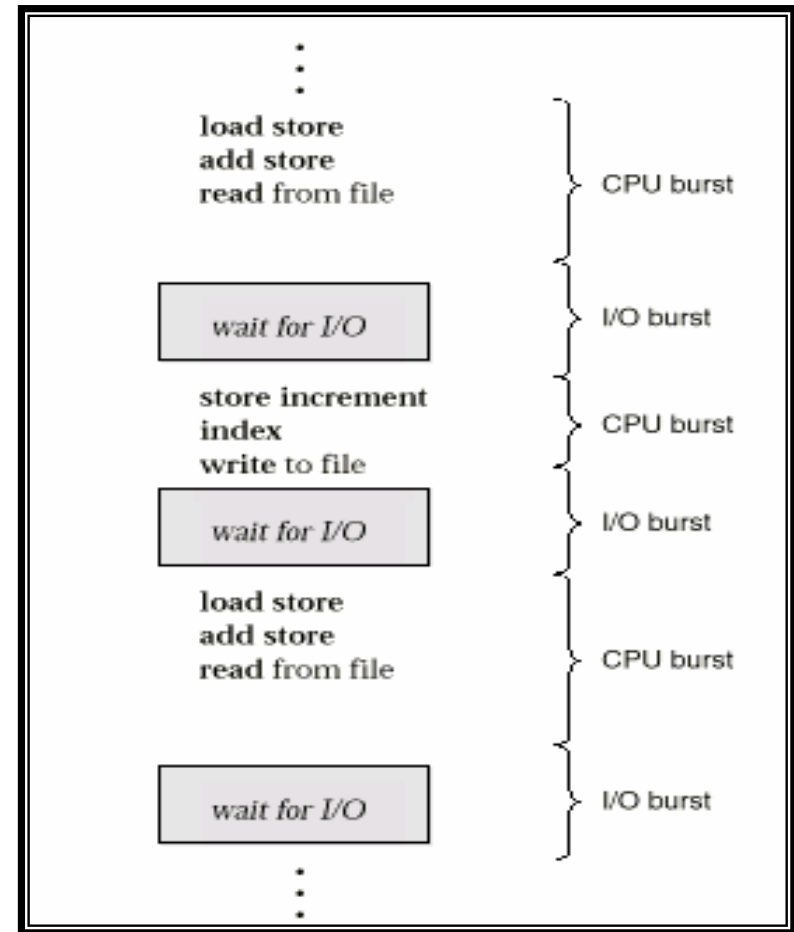 load store
add store
read from file
CPU burst
wait for I/O
I/O burst
store increment
index
write to file
CPU burst
wait for I/O
I/O burst
load store
add store
read from file
CPU burst
wait for I/O
I/O burst